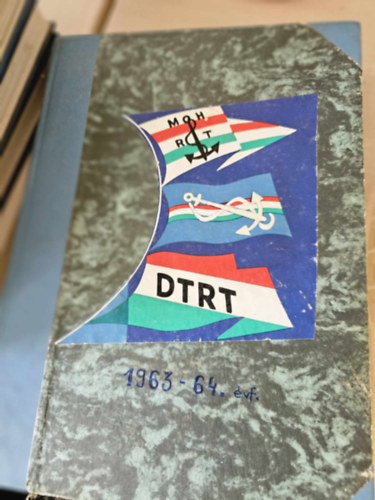 M H
R T
DTRT
1963-64. évf.